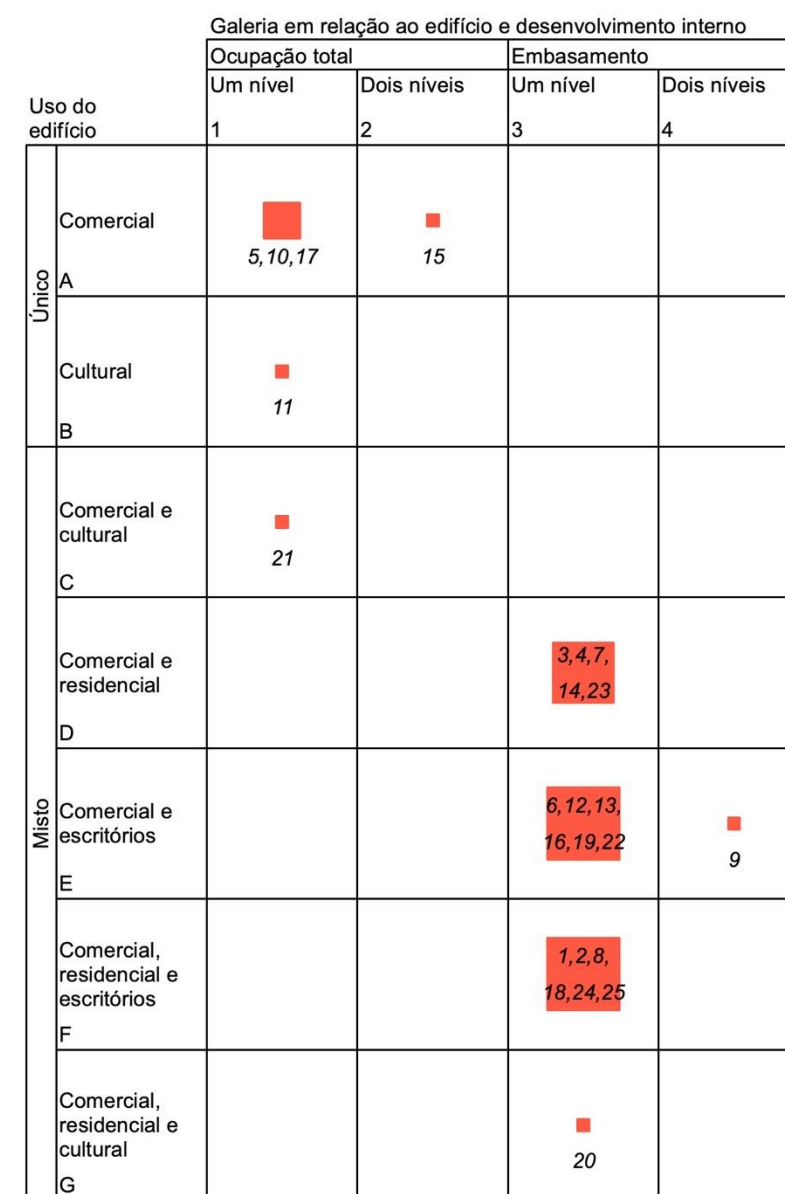 Galeria em relação ao edifício e desenvolvimento interno
Ocupação total
Embasamento
Uso do
edifício
Um nível
Dois níveis
Um nível
Dois níveis
1
2
3
4
Único
Comercial
A
5,10,17
15
Cultural
B
11
Misto
Comercial e
cultural
C
21
Comercial e
residencial
D
3,4,7,
14,23
Comercial e
escritórios
E
6,12,13,
16,19,22
9
Comercial,
residencial e
escritórios
F
1,2,8,
18,24,25
Comercial,
residencial e
cultural
G
20